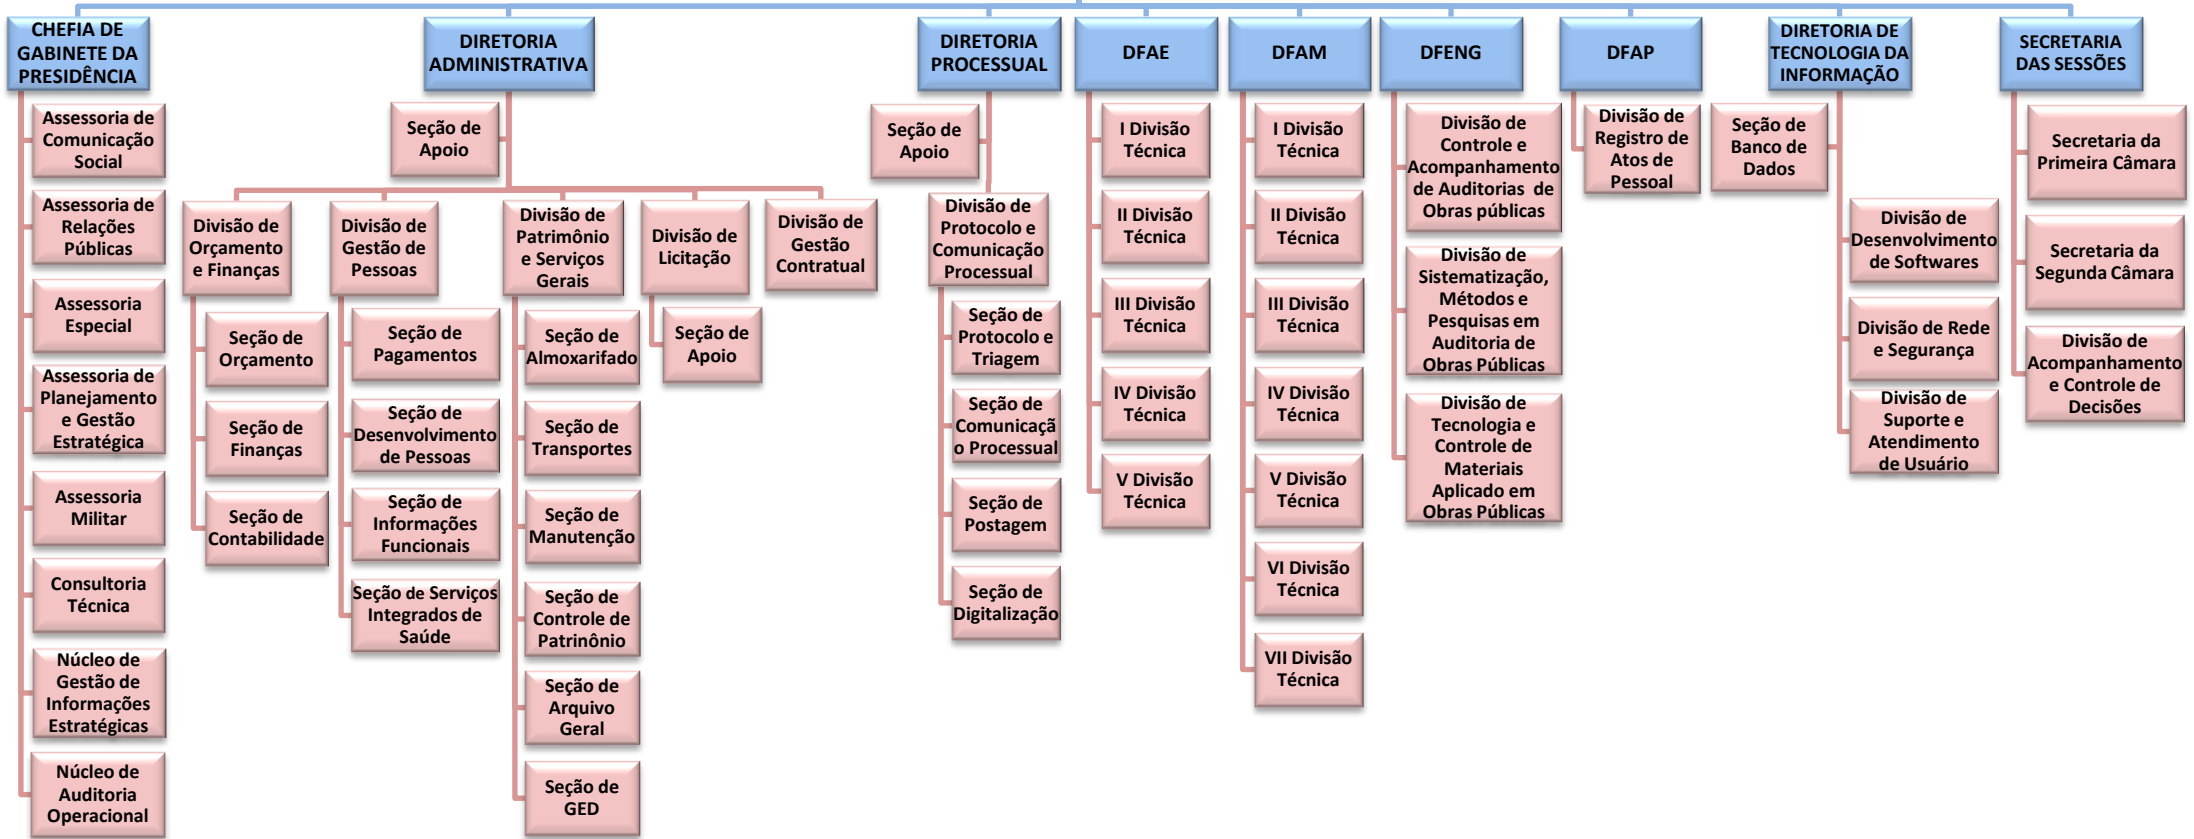 CHEFIA DE
GABINETE DA
PRESIDÊNCIA
Assessoria de
Comunicação
Social
Assessoria de
Relações
Públicas
Assessoria
Especial
Assessoria de
Planejamento
e Gestão
Estratégica
Assessoria
Militar
Consultoria
Técnica
Núcleo de
Gestão de
Informações
Estratégicas
Núcleo de
Auditoria
Operacional
DIRETORIA
ADMINISTRATIVA
Seção de
Apoio
Divisão de
Orçamento
e Finanças
Seção de
Orçamento
Seção de
Finanças
Seção de
Contabilidade
Divisão de
Gestão de
Pessoas
Seção de
Pagamentos
Seção de
Desenvolvimento
de Pessoas
Seção de
Informações
Funcionais
Seção de Serviços
Integrados de
Saúde
Divisão de
Patrimônio
e Serviços
Gerais
Seção de
Almoxarifado
Seção de
Transportes
Seção de
Manutenção
Seção de
Controle de
Patrinônio
Seção de
Arquivo
Geral
Seção de
GED
Divisão de
Licitação
Seção de
Apoio
Divisão de
Gestão
Contratual
DIRETORIA
PROCESSUAL
Seção de
Apoio
Divisão de
Protocolo e
Comunicação
Processual
Seção de
Protocolo e
Triagem
Seção de
Comunicaçã
o Processual
Seção de
Postagem
Seção de
Digitalização
DFAE
I Divisão
Técnica
II Divisão
Técnica
III Divisão
Técnica
IV Divisão
Técnica
V Divisão
Técnica
DFAM
I Divisão
Técnica
II Divisão
Técnica
III Divisão
Técnica
IV Divisão
Técnica
V Divisão
Técnica
VI Divisão
Técnica
VII Divisão
Técnica
DFENG
Divisão de
Controle e
Acompanhamento
de Auditorias de
Obras públicas
Divisão de
Sistematização,
Métodos e
Pesquisas em
Auditoria de
Obras Públicas
Divisão de
Tecnologia e
Controle de
Materiais
Aplicado em
Obras Públicas
DFAP
Divisão de
Registro de
Atos de
Pessoal
DIRETORIA DE
TECNOLOGIA DA
INFORMAÇÃO
Seção de
Banco de
Dados
Divisão de
Desenvolvimento
de Softwares
Divisão de Rede
e Segurança
Divisão de
Suporte e
Atendimento
de Usuário
SECRETARIA
DAS SESSÕES
Secretaria da
Primeira Câmara
Secretaria da
Segunda Câmara
Divisão de
Acompanhamento
e Controle de
Decisões